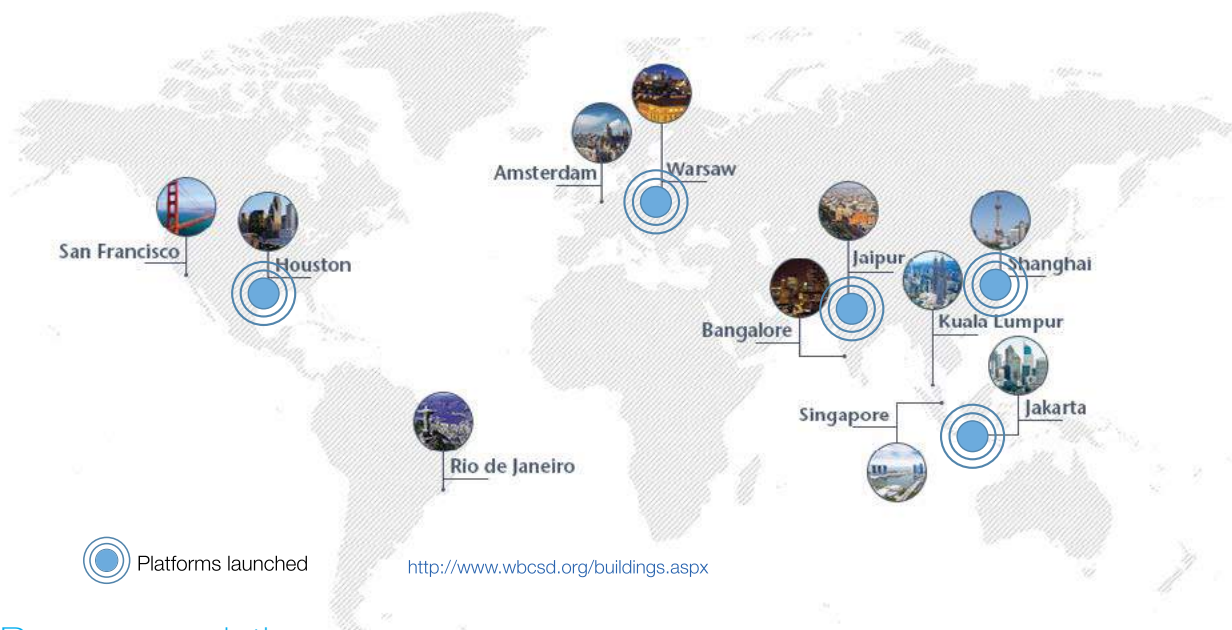 Warsaw
Amsterdam
San Francisco
Houston
Jaipur
Shanghai
Bangalore
Kuala Lumpur
Singapore
Jakarta
Rio de Janeiro
Platforms launched
http://www.wbcsd.org/buildings.aspx